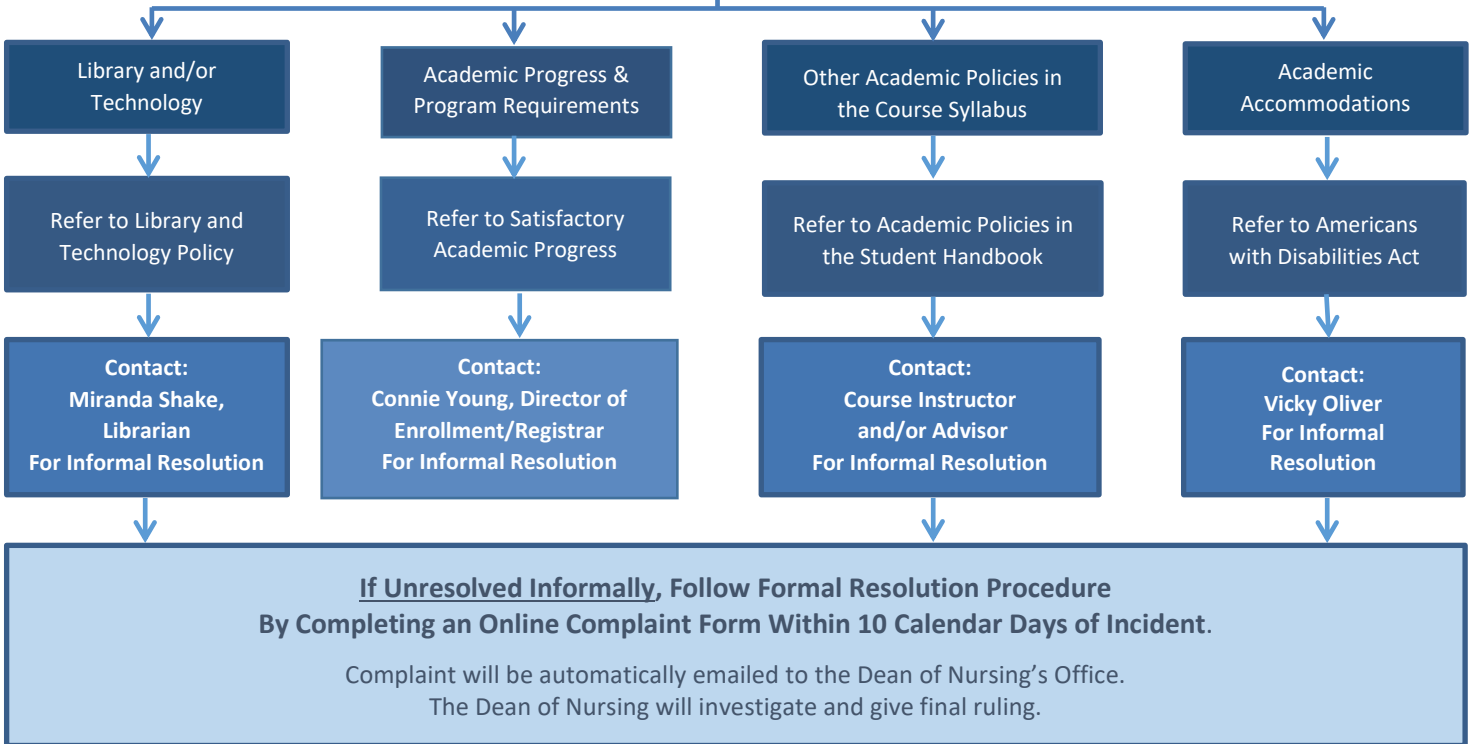 Library and/or
Technology
Academic Progress &
Program Requirements
Other Academic Policies in
the Course Syllabus
Academic
Accommodations
Refer to Library and
Technology Policy
Refer to Satisfactory
Academic Progress
Refer to Academic Policies in
the Student Handbook
Refer to Americans
with Disabilities Act
Contact:
Miranda Shake,
Librarian
For Informal Resolution
Contact:
Connie Young, Director of
Enrollment/Registrar
For Informal Resolution
Contact:
Course Instructor
and/or Advisor
For Informal Resolution
Contact:
Vicky Oliver
For Informal
Resolution
If Unresolved Informally, Follow Formal Resolution Procedure
By Completing an Online Complaint Form Within 10 Calendar Days of Incident.
Complaint will be automatically emailed to the Dean of Nursing’s Office.
The Dean of Nursing will investigate and give final ruling.